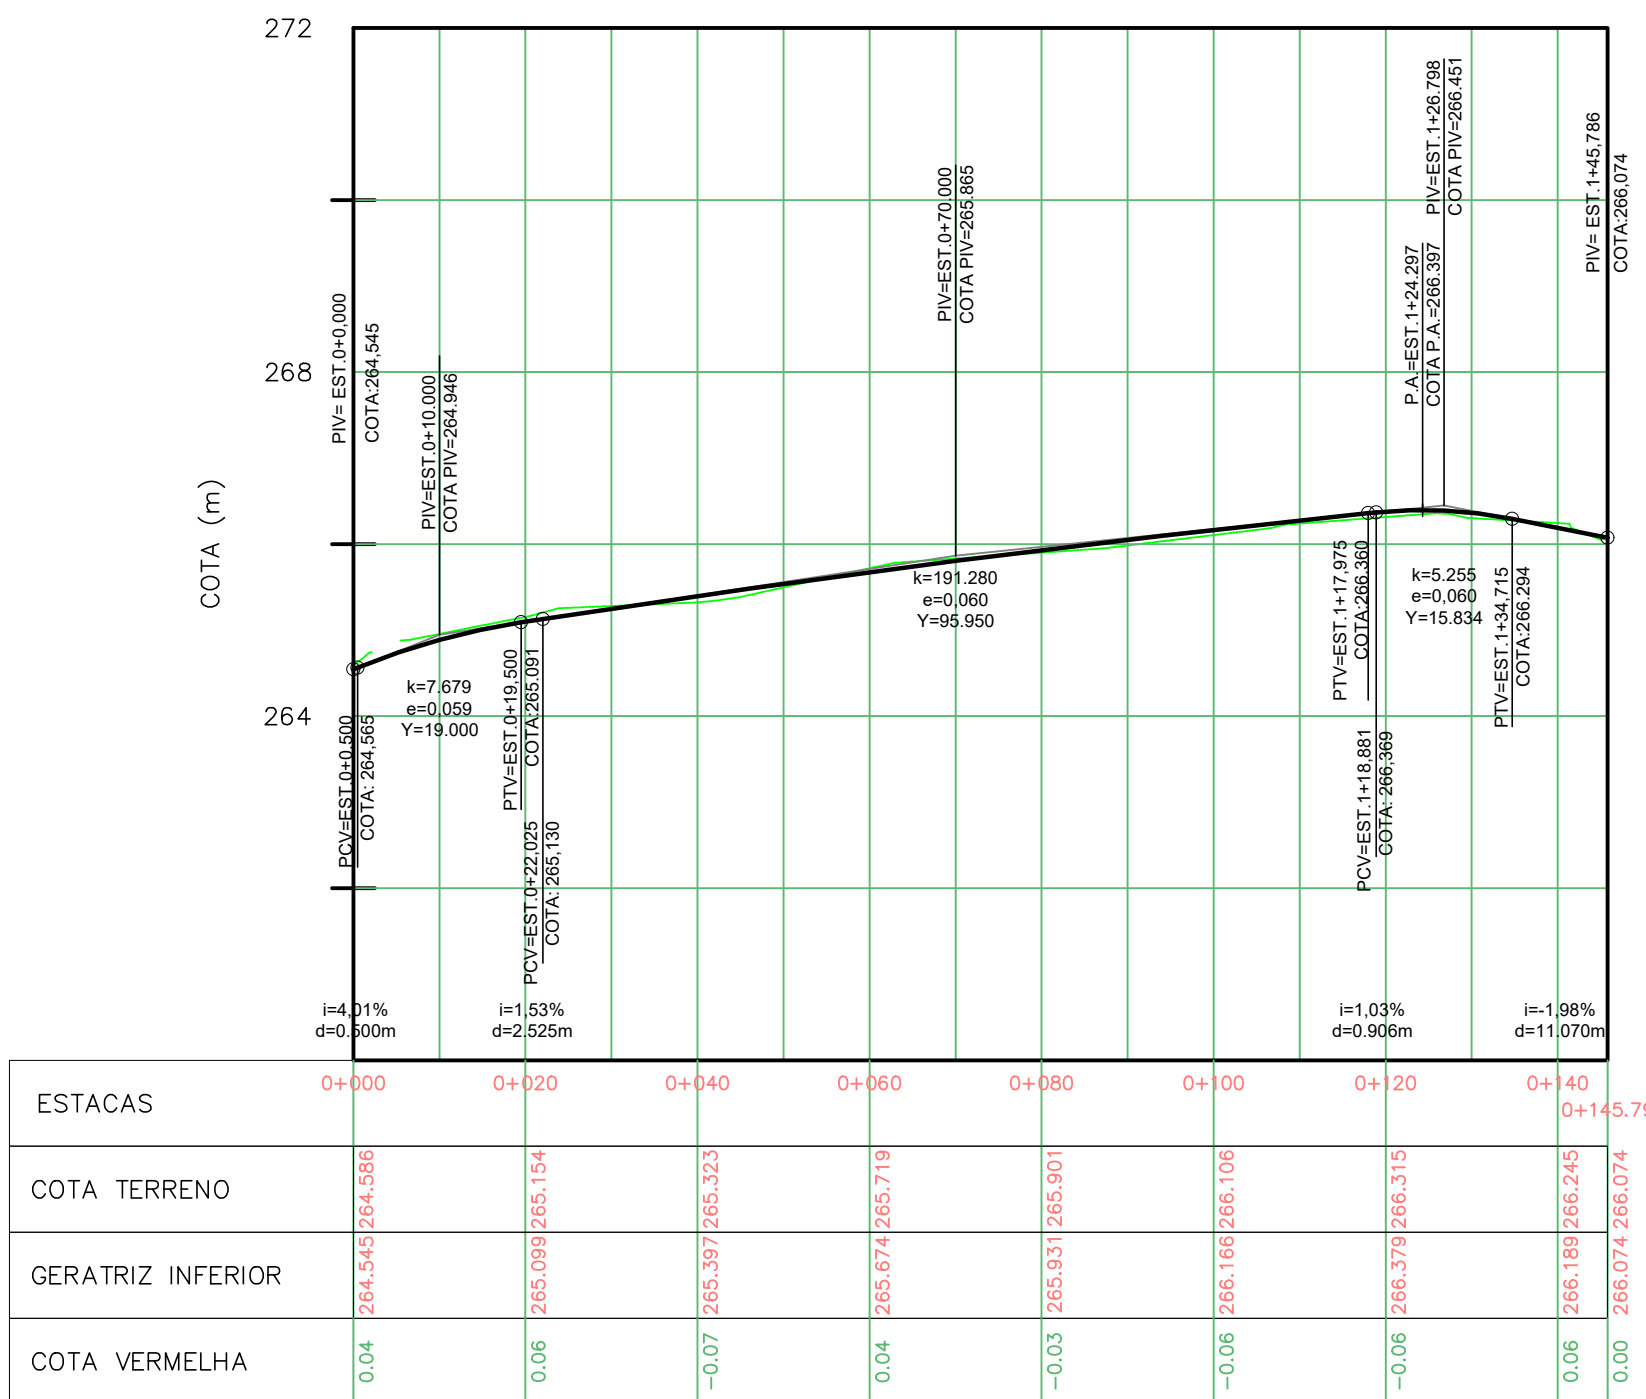 272
268
264
COTA (m)
PIV= EST.0+0,000
COTA:264,545
PIV=EST.0+10.000
COTA PIV=264.946
PIV=EST.0+70.000
COTA PIV=265.865
P.A.=EST.1+24.297
COTA P.A.=266.397
PIV=EST.1+26.798
COTA PIV=266.451
PIV= EST.1+45,786
COTA:266,074
PCV=EST.0+0,500
COTA: 264,565
k=7.679
e=0,059
Y=19.000
PTV=EST.0+19,500
COTA:265.091
PCV=EST.0+22,025
COTA: 265,130
k=191.280
e=0,060
Y=95.950
PTV=EST.1+17,975
COTA:266.360
PCV=EST.1+18,881
COTA: 266,369
k=5.255
e=0,060
Y=15.834
PTV=EST.1+34,715
COTA:266.294
i=4,01%
d=0.500m
i=1,53%
d=2.525m
i=1,03%
d=0.906m
i=-1,98%
d=11.070m
ESTACAS 0+000 0+020 0+040 0+060 0+080 0+100 0+120 0+140 0+145.79
COTA TERRENO 264.586 265.154 265.323 265.719 265.901 266.106 266.315 266.245 266.074
GERATRIZ INFERIOR 264.545 265.099 265.397 265.674 265.931 266.166 266.379 266.189 266.074
COTA VERMELHA 0.04 0.06 -0.07 0.04 -0.03 -0.06 -0.06 0.06 0.00